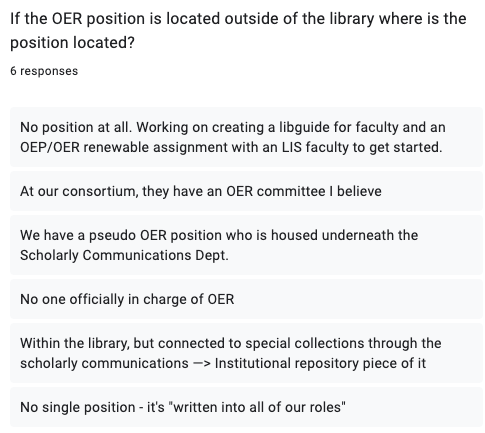 If the OER position is located outside of the library where is the
position located?
6 responses
No position at all. Working on creating a libguide for faculty and an
OEP/OER renewable assignment with an LIS faculty to get started.
At our consortium, they have an OER committee I believe
We have a pseudo OER position who is housed underneath the
Scholarly Communications Dept.
No one officially in charge of OER
Within the library, but connected to special collections through the
scholarly communications —> Institutional repository piece of it
No single position - it's "written into all of our roles"